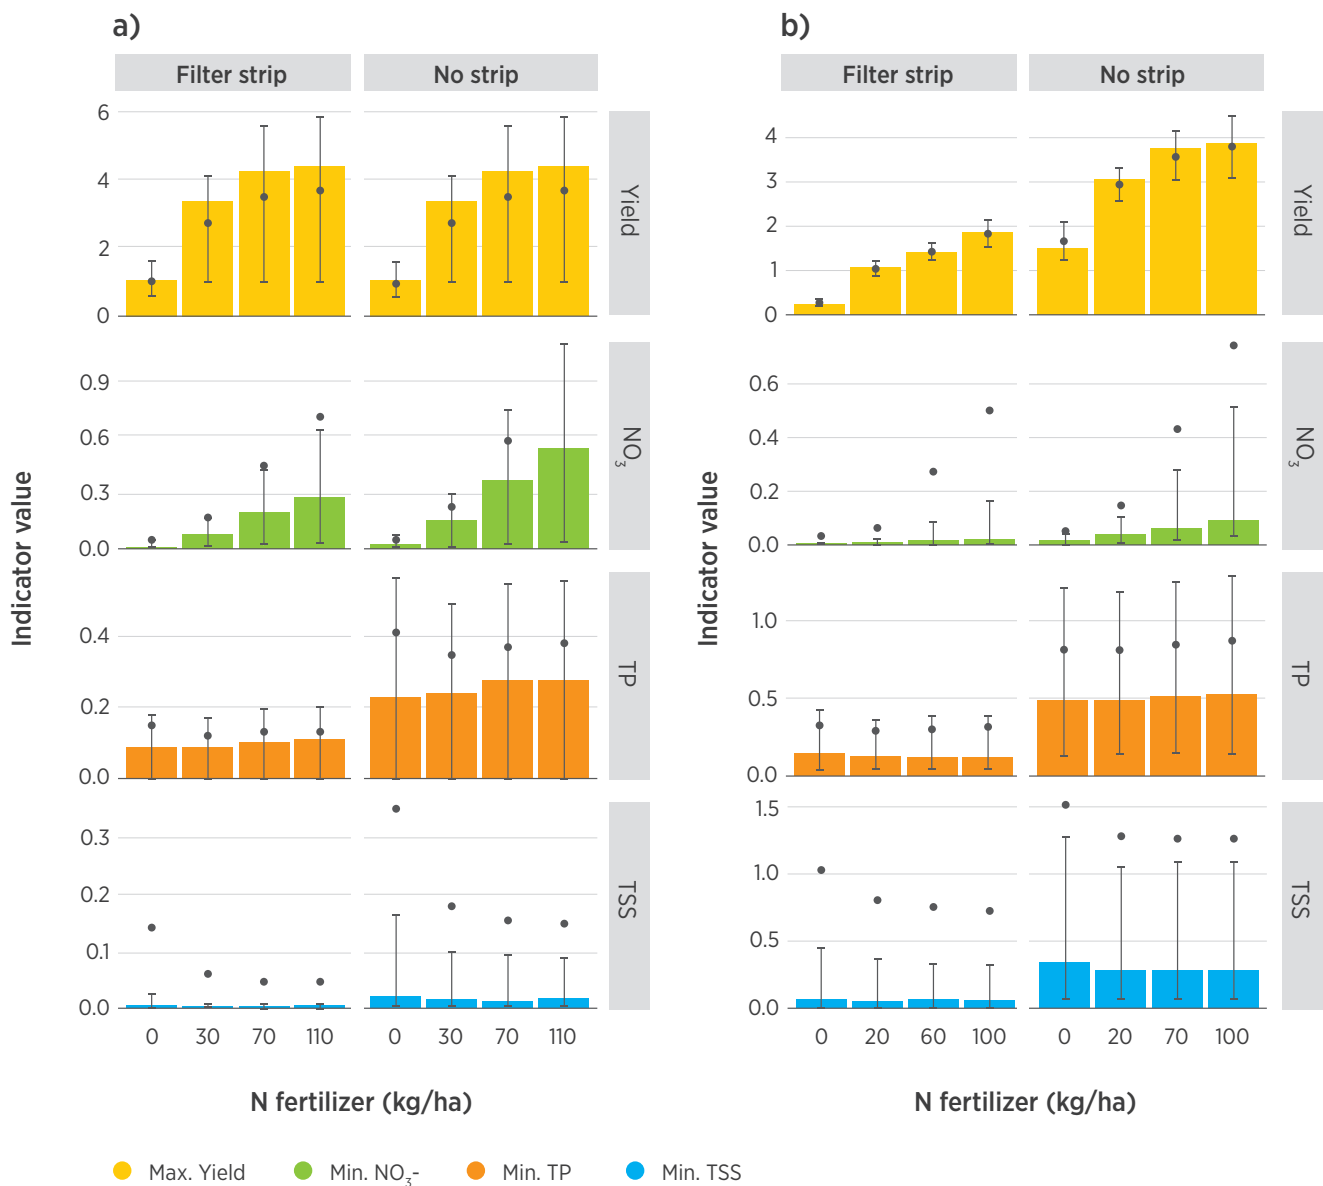 a)
Filter strip
No strip
6
4
2
0
Yield
0.9
0.6
0.3
0.0
NO₃
0.4
0.2
0.0
TP
0.3
0.2
0.1
0.0
TSS
0 30 70 110
0 30 70 110
Indicator value
N fertilizer (kg/ha)
b)
Filter strip
No strip
4
3
2
1
0
Yield
0.6
0.4
0.2
0.0
NO₃
1.0
0.5
0.0
TP
1.5
1.0
0.5
0.0
TSS
0 20 60 100
0 20 70 100
Indicator value
N fertilizer (kg/ha)
Max. Yield
Min. NO₃-
Min. TP
Min. TSS